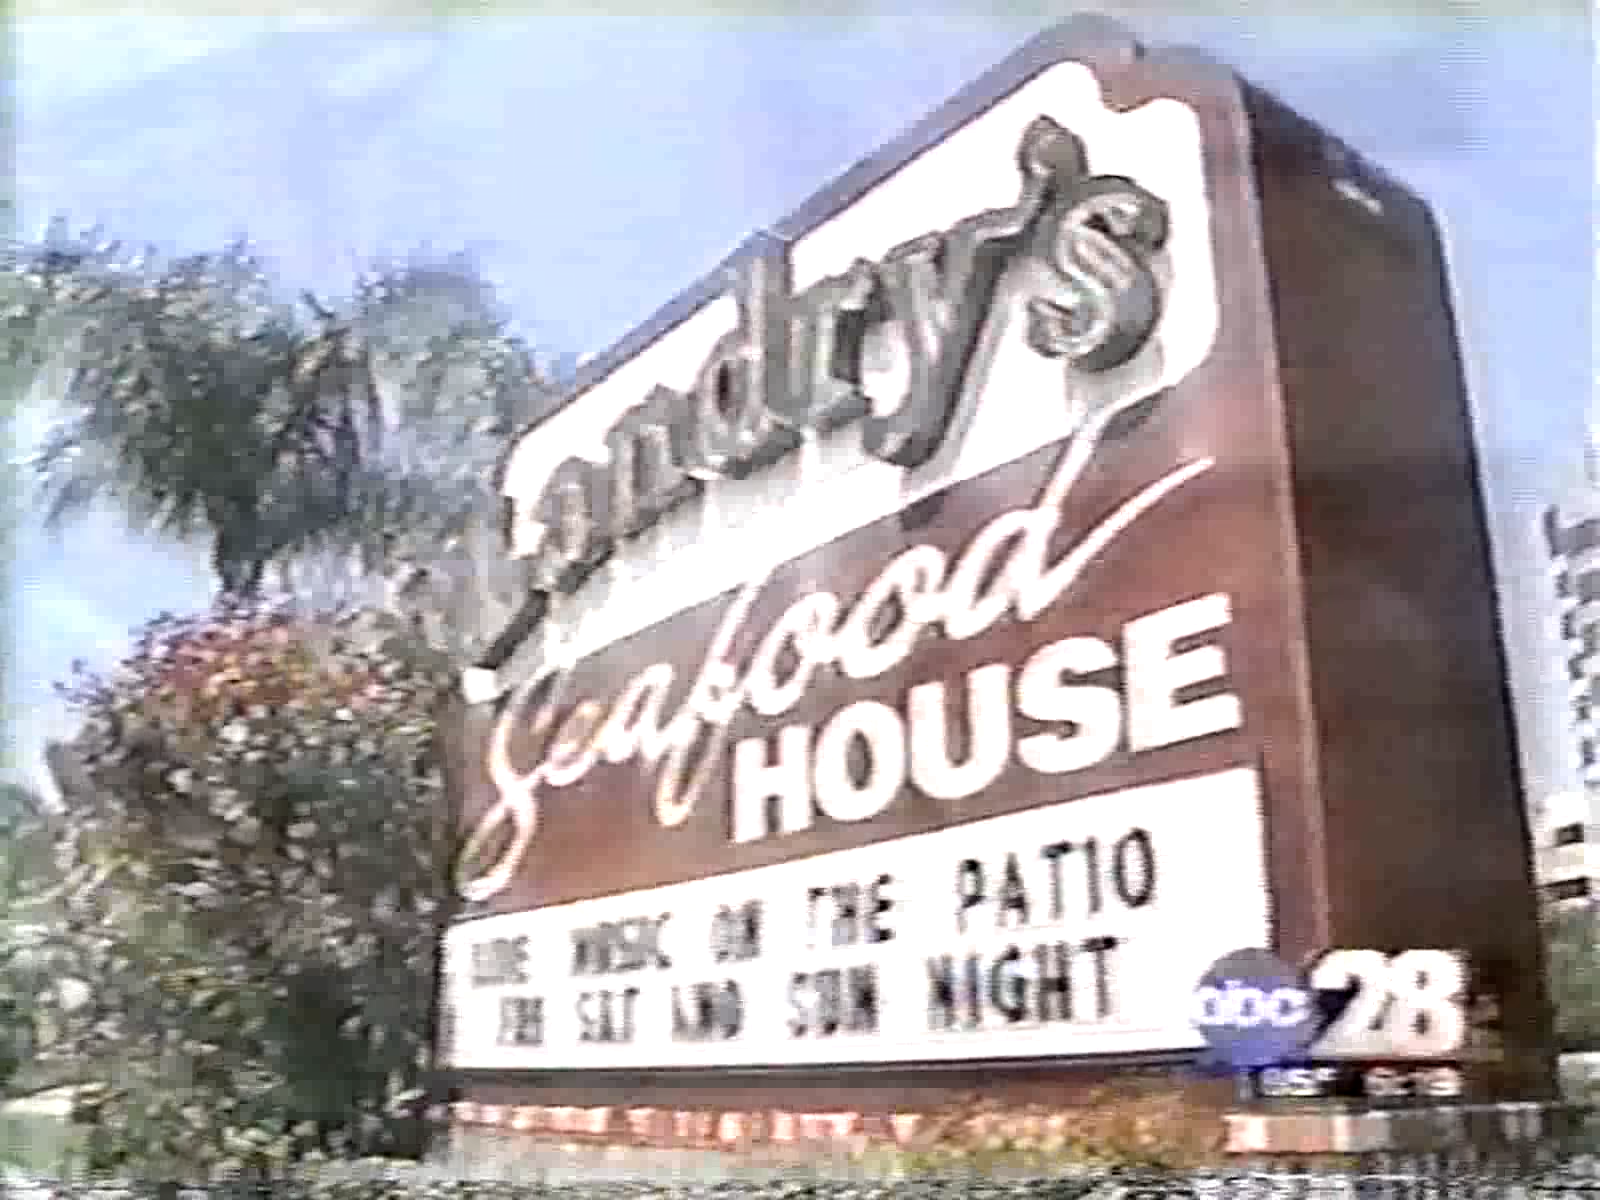 Landry's
Seafood
HOUSE
LIVE MUSIC ON THE PATIO
FRI SAT AND SUN NIGHT
abc 28